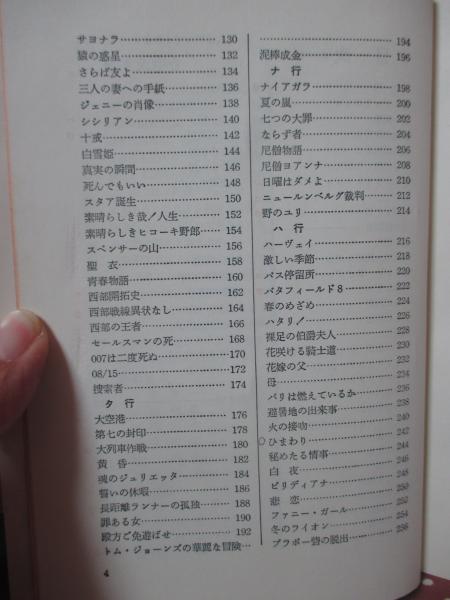 サヨナラ……………………130
猿の惑星……………………132
さらば友よ…………………134
三人の妻への手紙…………136
ジェニーの肖像……………138
シシリアン…………………140
十戒…………………………142
白雪姫………………………144
真実の瞬間…………………146
死んでもいい………………148
スタア誕生…………………150
素晴らしき哉/人生…………152
素晴らしきヒコーキ野郎……154
スペンサーの山……………156
聖衣…………………………158
青春物語……………………160
西部開拓史…………………162
西部戦線異状なし…………164
西部の王者…………………166
セールスマンの死…………168
007は二度死ぬ……………170
08/15………………………172
捜索者………………………174
タ行
大空港………………………176
第七の封印…………………178
大列車作戦…………………180
黄昏…………………………182
魂のジュリエッタ…………184
誓いの休暇…………………186
長距離ランナーの孤独……188
罪ある女……………………190
殿方ご免遊ばせ……………192
トム・ジョーンズの華麗な冒険…
4
……………………………194
泥棒成金……………………196
ナ行
ナイアガラ…………………198
夏の嵐………………………200
七つの大罪…………………202
ならず者……………………204
尼僧物語……………………206
尼僧ヨアンナ………………208
日曜はダメよ………………210
ニュールンベルグ裁判……212
野のユリ……………………214
ハ行
ハーヴェイ…………………216
激しい季節…………………218
バス停留所…………………220
バタフィールド8……………222
春のめざめ…………………224
ハタリ/………………………226
裸足の伯爵夫人……………228
花咲ける騎士道……………230
花嫁の父……………………232
母……………………………234
パリは燃えているか………236
避暑地の出来事……………238
火の接吻……………………240
○ひまわり…………………242
秘めたる情事………………244
白夜…………………………246
ビリディアナ………………248
悲恋…………………………250
ファニー・ガール…………252
冬のライオン………………254
ブラボー砦の脱出…………256